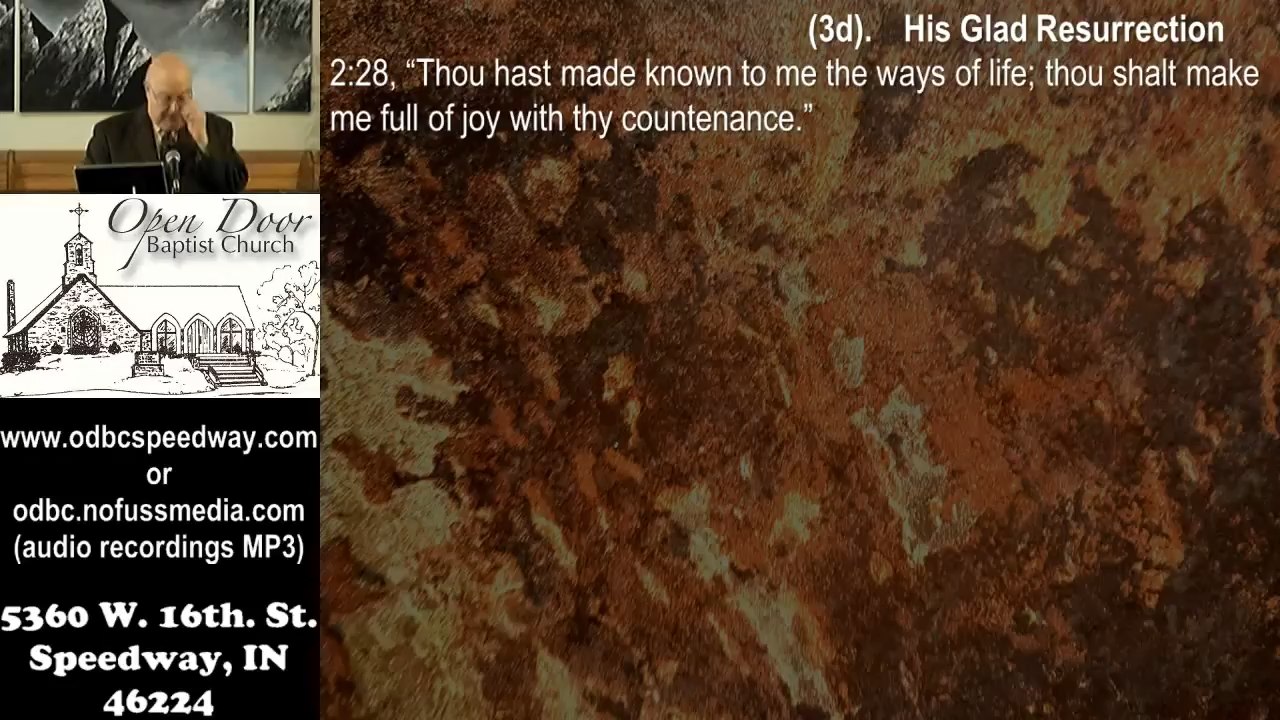 (3d). His Glad Resurrection
2:28, “Thou hast made known to me the ways of life; thou shalt make
me full of joy with thy countenance.”
Open Door
Baptist Church
www.odbcspeedway.com
or
odbc.nofussmedia.com
(audio recordings MP3)
5360 W. 16th. St.
Speedway, IN
46224